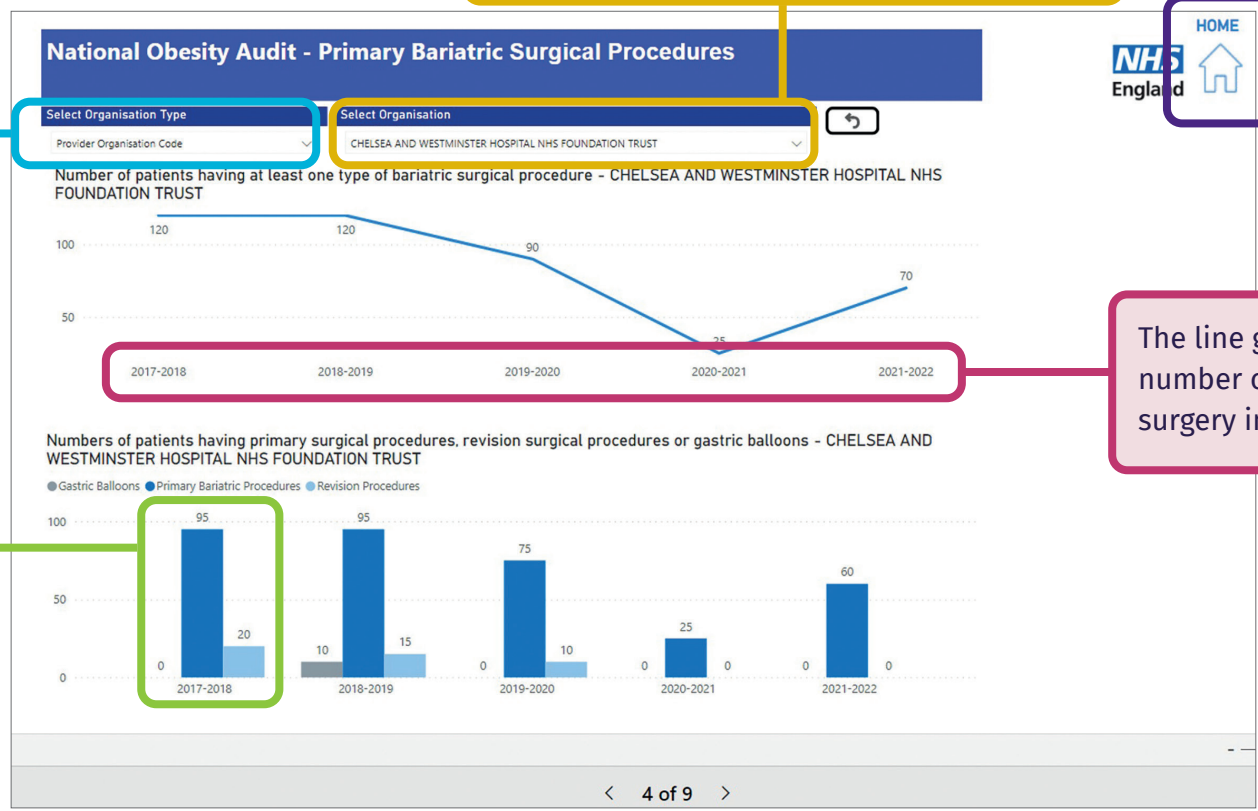 HOME
National Obesity Audit - Primary Bariatric Surgical Procedures
NHS
England
Select Organisation Type
Select Organisation
Provider Organisation Code
CHELSEA AND WESTMINSTER HOSPITAL NHS FOUNDATION TRUST
Number of patients having at least one type of bariatric surgical procedure - CHELSEA AND WESTMINSTER HOSPITAL NHS
FOUNDATION TRUST
120
120
100
90
70
50
25
2017-2018
2018-2019
2019-2020
2020-2021
2021-2022
The line g
number o
surgery in
Numbers of patients having primary surgical procedures, revision surgical procedures or gastric balloons - CHELSEA AND
WESTMINSTER HOSPITAL NHS FOUNDATION TRUST
Gastric Balloons Primary Bariatric Procedures Revision Procedures
100
95
95
75
60
50
25
20
10
15
10
0
0
0
0
0
0
0
2017-2018
2018-2019
2019-2020
2020-2021
2021-2022
< 4 of 9 >